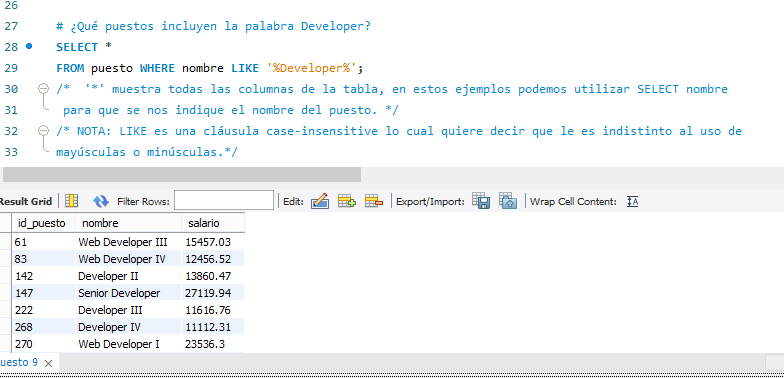 26
27 # ¿Qué puestos incluyen la palabra Developer?
28 SELECT *
29 FROM puesto WHERE nombre LIKE '%Developer%';
30 /* '*' muestra todas las columnas de la tabla, en estos ejemplos podemos utilizar SELECT nombre
31 para que se nos indique el nombre del puesto. */
32 /* NOTA: LIKE es una cláusula case-insensitive lo cual quiere decir que le es indistinto al uso de
33 mayúsculas o minúsculas.*/
Result Grid Filter Rows: Edit: Export/Import: Wrap Cell Content: IA
id_puesto nombre salario
61 Web Developer III 15457.03
83 Web Developer IV 12456.52
142 Developer II 13860.47
147 Senior Developer 27119.94
222 Developer III 11616.76
268 Developer IV 11112.31
270 Web Developer I 23536.3
uesto 9